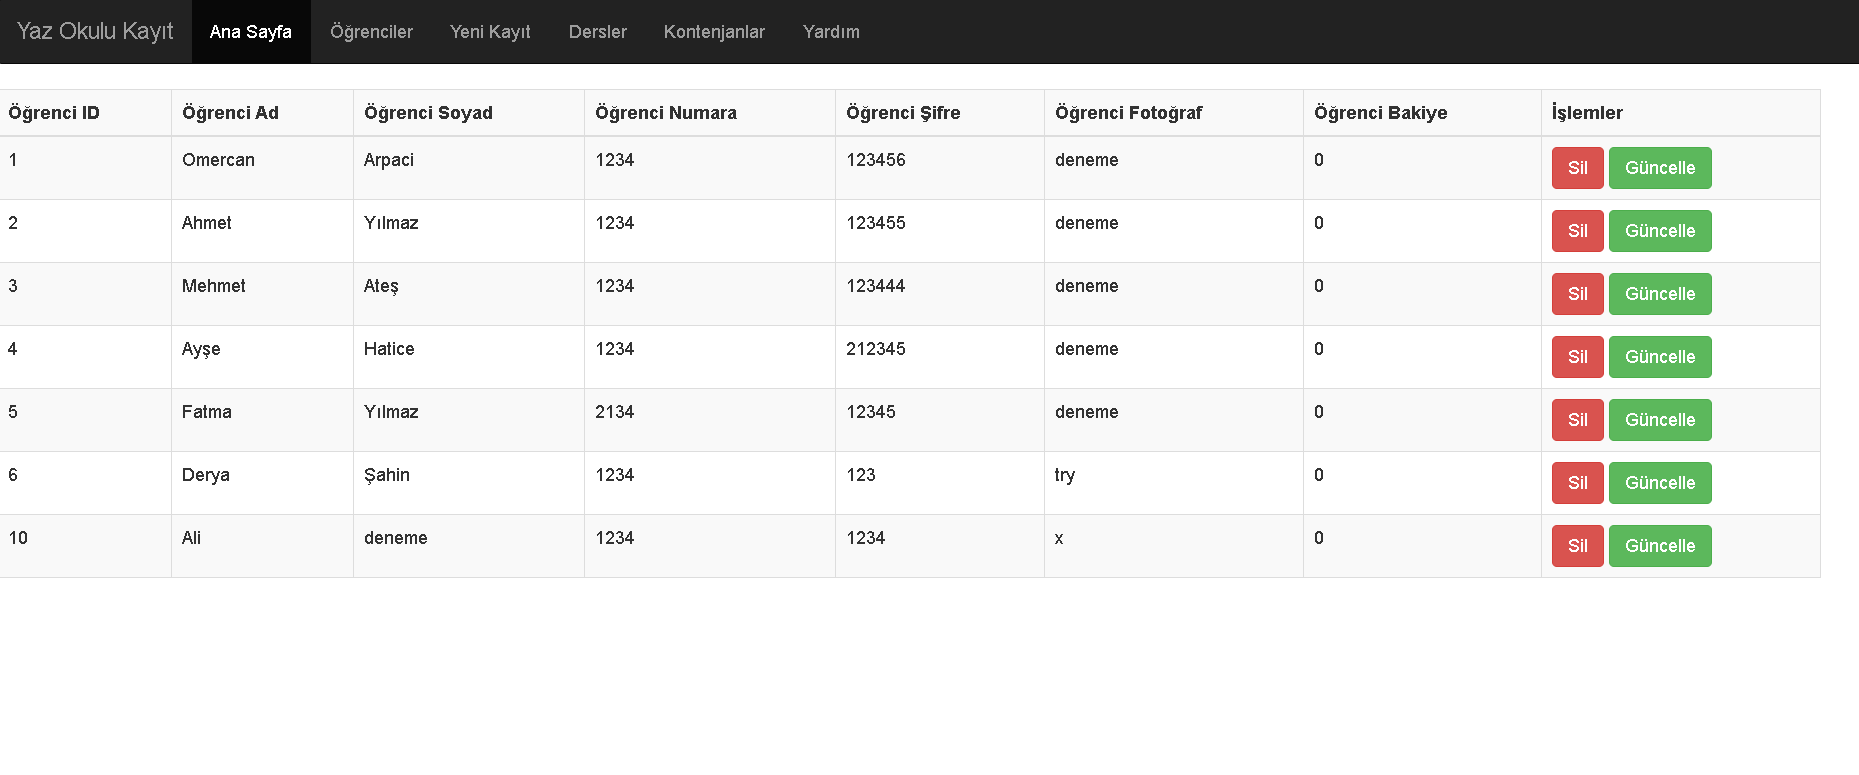 Yaz Okulu Kayıt Ana Sayfa Öğrenciler Yeni Kayıt Dersler Kontenjanlar Yardım
Öğrenci ID Öğrenci Ad Öğrenci Soyad Öğrenci Numara Öğrenci Şifre Öğrenci Fotoğraf Öğrenci Bakiye İşlemler
1 Omercan Arpaci 1234 123456 deneme 0 Sil Güncelle
2 Ahmet Yılmaz 1234 123455 deneme 0 Sil Güncelle
3 Mehmet Ateş 1234 123444 deneme 0 Sil Güncelle
4 Ayşe Hatice 1234 212345 deneme 0 Sil Güncelle
5 Fatma Yılmaz 2134 12345 deneme 0 Sil Güncelle
6 Derya Şahin 1234 123 try 0 Sil Güncelle
10 Ali deneme 1234 1234 x 0 Sil Güncelle